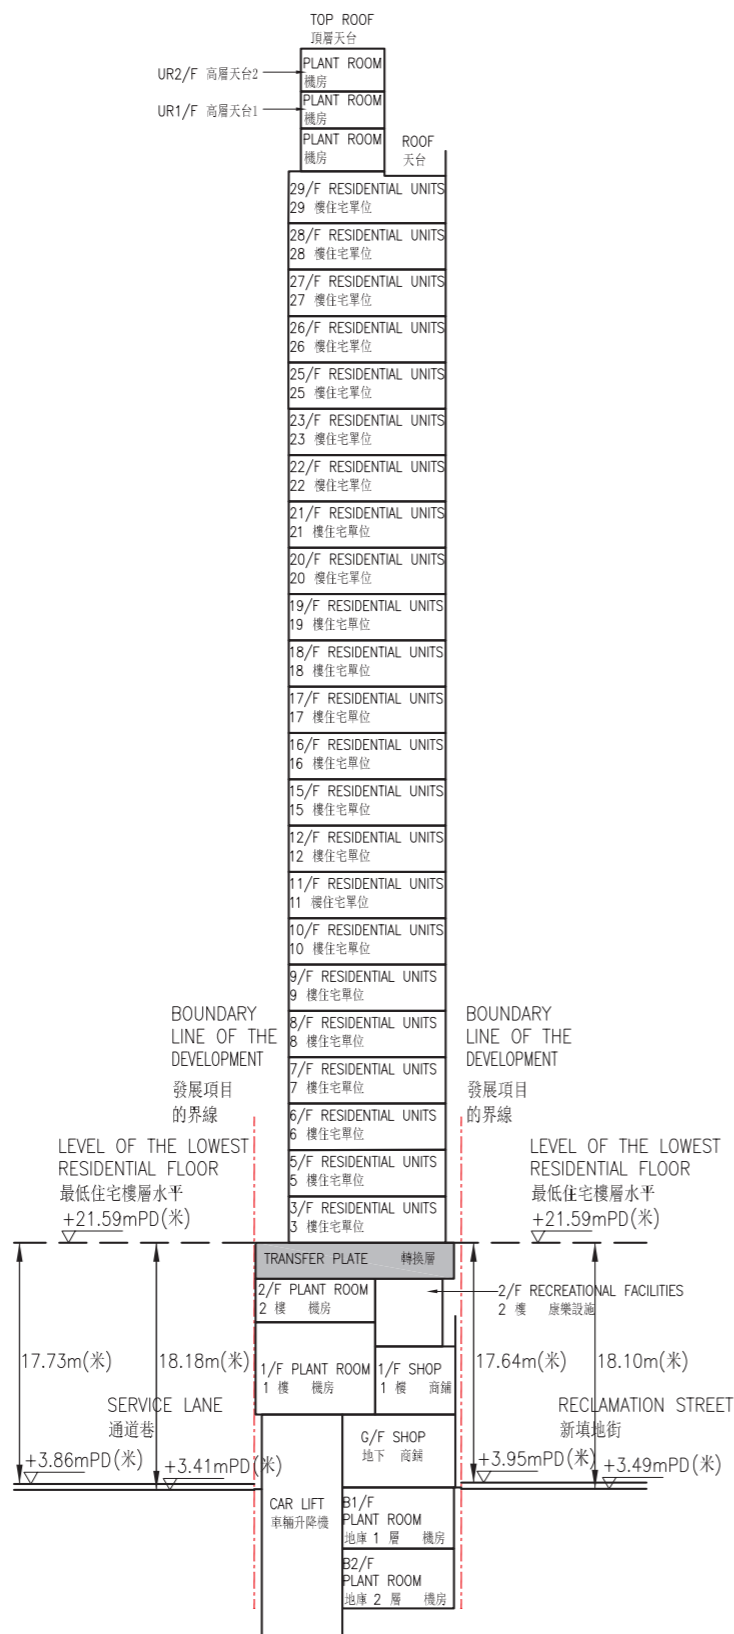 TOP ROOF
頂層天台
PLANT ROOM
機房
UR2/F 高層天台2
PLANT ROOM
機房
UR1/F 高層天台1
PLANT ROOM
機房
ROOF
天台
29/F RESIDENTIAL UNITS
29 樓住宅單位
28/F RESIDENTIAL UNITS
28 樓住宅單位
27/F RESIDENTIAL UNITS
27 樓住宅單位
26/F RESIDENTIAL UNITS
26 樓住宅單位
25/F RESIDENTIAL UNITS
25 樓住宅單位
23/F RESIDENTIAL UNITS
23 樓住宅單位
22/F RESIDENTIAL UNITS
22 樓住宅單位
21/F RESIDENTIAL UNITS
21 樓住宅單位
20/F RESIDENTIAL UNITS
20 樓住宅單位
19/F RESIDENTIAL UNITS
19 樓住宅單位
18/F RESIDENTIAL UNITS
18 樓住宅單位
17/F RESIDENTIAL UNITS
17 樓住宅單位
16/F RESIDENTIAL UNITS
16 樓住宅單位
15/F RESIDENTIAL UNITS
15 樓住宅單位
12/F RESIDENTIAL UNITS
12 樓住宅單位
11/F RESIDENTIAL UNITS
11 樓住宅單位
10/F RESIDENTIAL UNITS
10 樓住宅單位
9/F RESIDENTIAL UNITS
9 樓住宅單位
8/F RESIDENTIAL UNITS
8 樓住宅單位
7/F RESIDENTIAL UNITS
7 樓住宅單位
6/F RESIDENTIAL UNITS
6 樓住宅單位
5/F RESIDENTIAL UNITS
5 樓住宅單位
3/F RESIDENTIAL UNITS
3 樓住宅單位
BOUNDARY
LINE OF THE
DEVELOPMENT
發展項目
的界線
BOUNDARY
LINE OF THE
DEVELOPMENT
發展項目
的界線
LEVEL OF THE LOWEST
RESIDENTIAL FLOOR
最低住宅樓層水平
+21.59mPD(米)
LEVEL OF THE LOWEST
RESIDENTIAL FLOOR
最低住宅樓層水平
+21.59mPD(米)
TRANSFER PLATE 轉換層
2/F PLANT ROOM
2 樓 機房
2/F RECREATIONAL FACILITIES
2 樓 康樂設施
17.73m(米)
18.18m(米)
1/F PLANT ROOM
1 樓 機房
1/F SHOP
1 樓 商鋪
17.64m(米)
18.10m(米)
SERVICE LANE
通道巷
RECLAMATION STREET
新填地街
G/F SHOP
地下 商鋪
+3.86mPD(米)
+3.41mPD(米)
+3.95mPD(米)
+3.49mPD(米)
CAR LIFT
車輛升降機
B1/F
PLANT ROOM
地庫 1 層 機房
B2/F
PLANT ROOM
地庫 2 層 機房